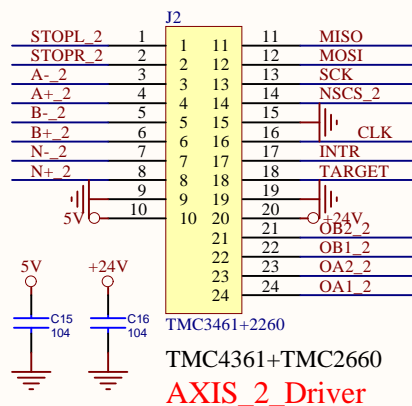 J2
STOPL_2 1 1 11 11 MISO
STOPR_2 2 2 12 12 MOSI
A-_2 3 3 13 13 SCK
A+_2 4 4 14 14 NSCS_2
B-_2 5 5 15 15
B+_2 6 6 16 16 CLK
N-_2 7 7 17 17 INTR
N+_2 8 8 18 18 TARGET
9 9 19 19
5V 10 10 20 20 +24V
21 21 OB2_2
22 22 OB1_2
23 23 OA2_2
24 24 OA1_2
5V +24V
C15 C16
104 104
TMC3461+2260
TMC4361+TMC2660
AXIS_2_Driver